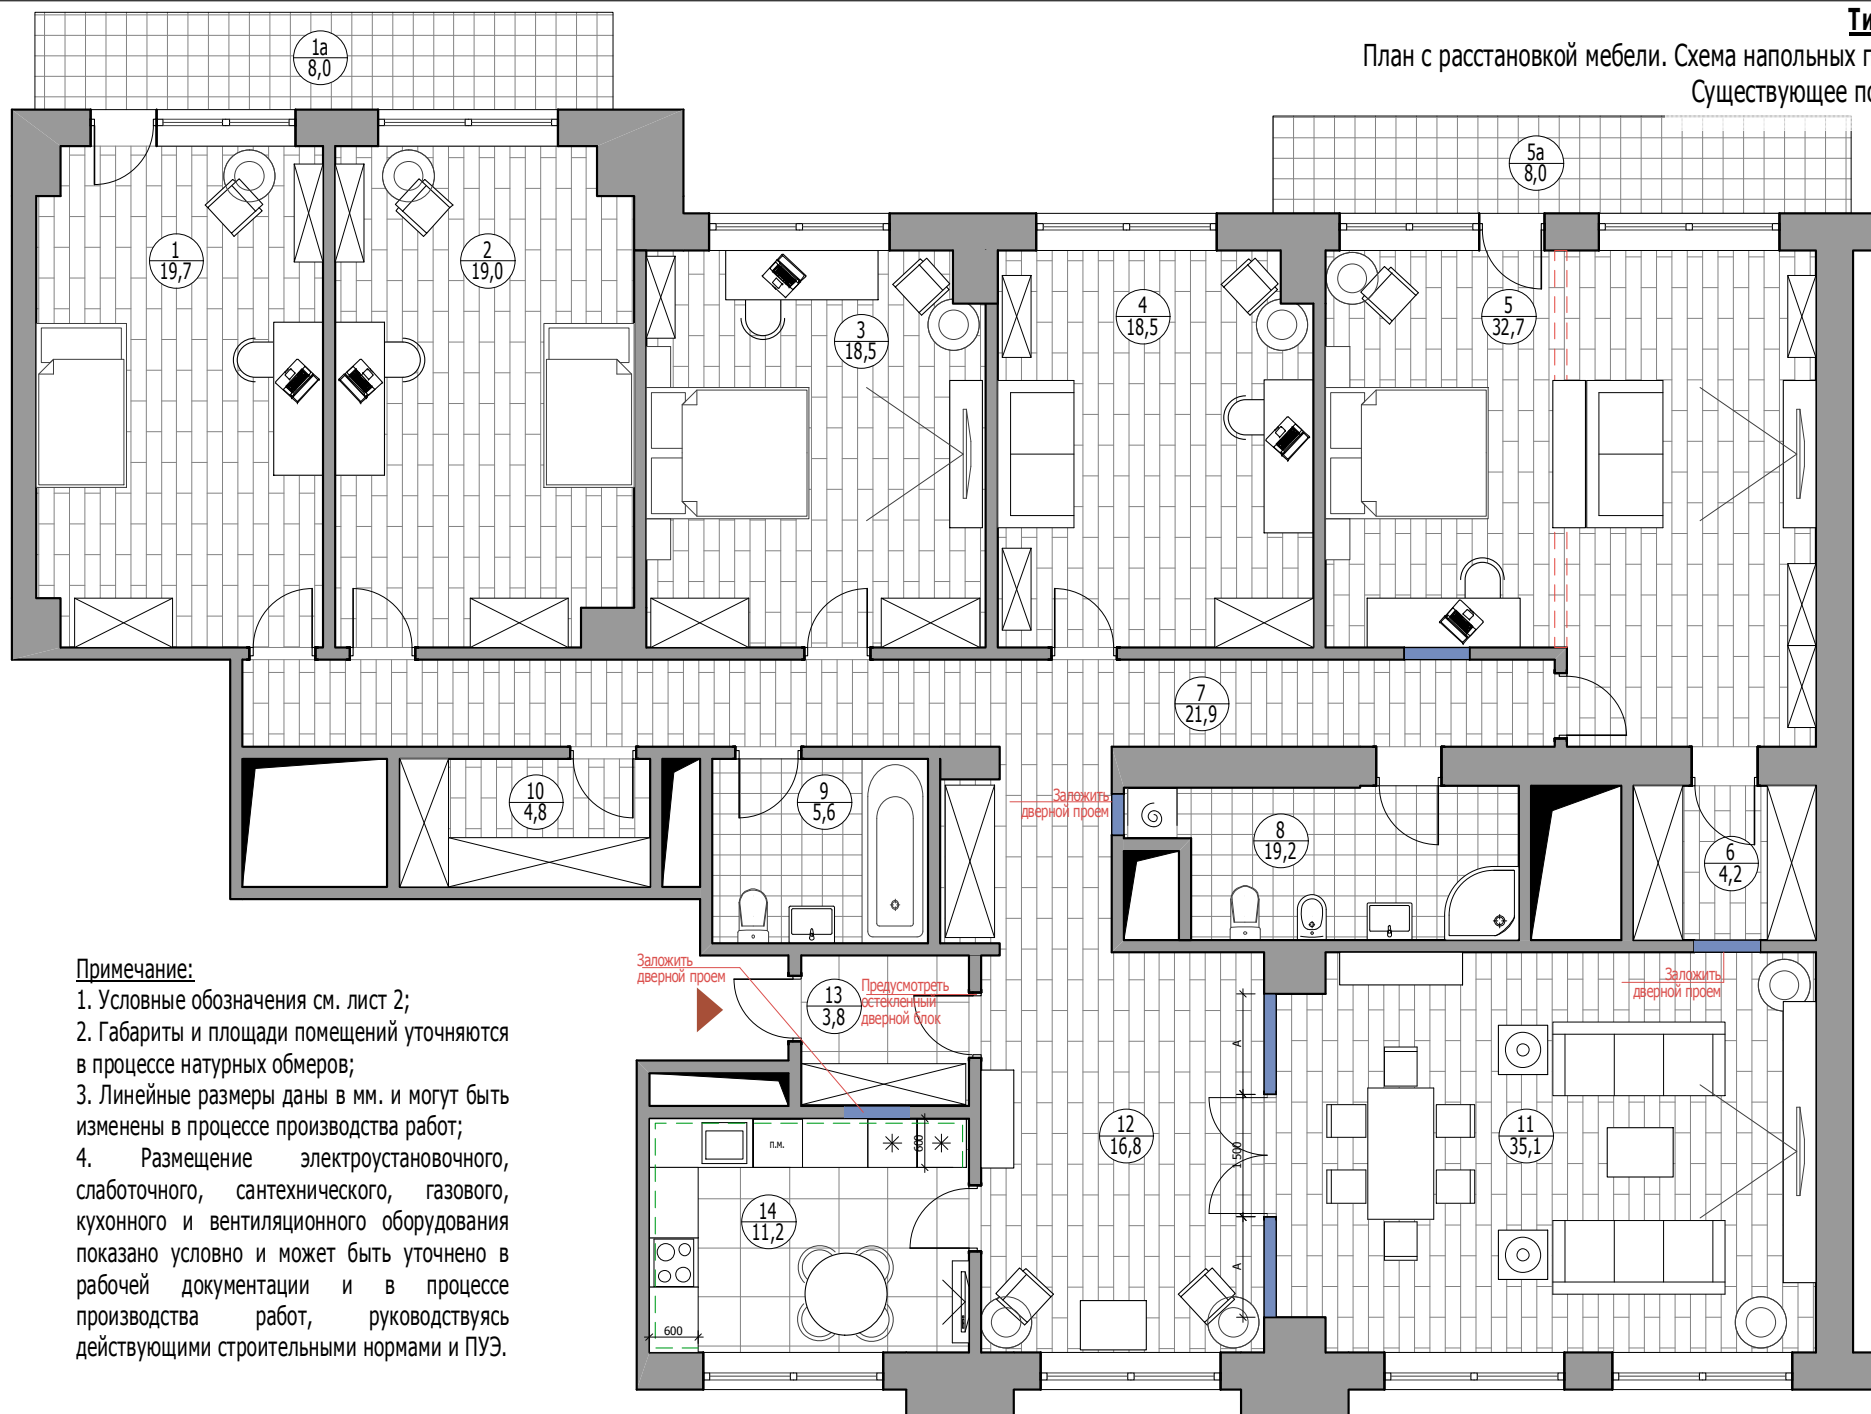 Ти
План с расстановкой мебели. Схема напольных п
Существующее по
1а
8,0
5а
8,0
1
19,7
2
19,0
3
18,5
4
18,5
5
32,7
7
21,9
10
4,8
9
5,6
Заложить
дверной проем
8
19,2
6
4,2
Заложить
дверной проем
13
3,8
Предусмотреть
остекленный
дверной блок
Заложить
дверной проем
А
12
16,8
1500
А
11
35,1
п.м.
600
14
11,2
600
Примечание:
1. Условные обозначения см. лист 2;
2. Габариты и площади помещений уточняются
в процессе натурных обмеров;
3. Линейные размеры даны в мм. и могут быть
изменены в процессе производства работ;
4. Размещение электроустановочного,
слаботочного, сантехнического, газового,
кухонного и вентиляционного оборудования
показано условно и может быть уточнено в
рабочей документации и в процессе
производства работ, руководствуясь
действующими строительными нормами и ПУЭ.